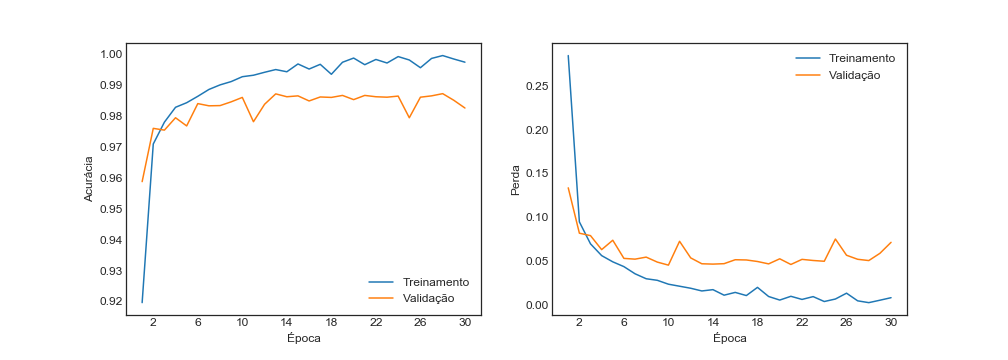 1.00
0.99
0.98
0.97
0.96
0.95
0.94
0.93
0.92
Acurácia
2 6 10 14 18 22 26 30
Época
Treinamento
Validação
0.25
0.20
0.15
0.10
0.05
0.00
Perda
2 6 10 14 18 22 26 30
Época
Treinamento
Validação